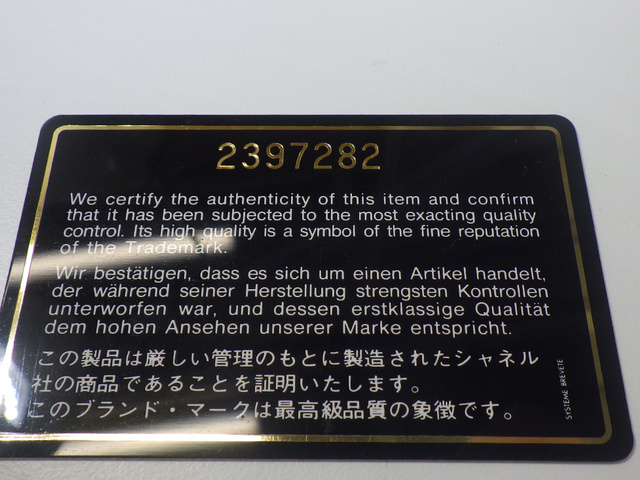 2397282
We certify the authenticity of this item and confirm
that it has been subjected to the most exacting quality
control. Its high quality is a symbol of the fine reputation
of the Trademark.
Wir bestätigen, dass es sich um einen Artikel handelt,
der während seiner Herstellung strengsten Kontrollen
unterworfen war, und dessen erstklassige Qualität
dem hohen Ansehen unserer Marke entspricht.
この製品は厳しい管理のもとに製造されたシャネル
社の商品であることを証明いたします。
このブランド・マークは最高級品質の象徴です。
SYSTEME BREVETE